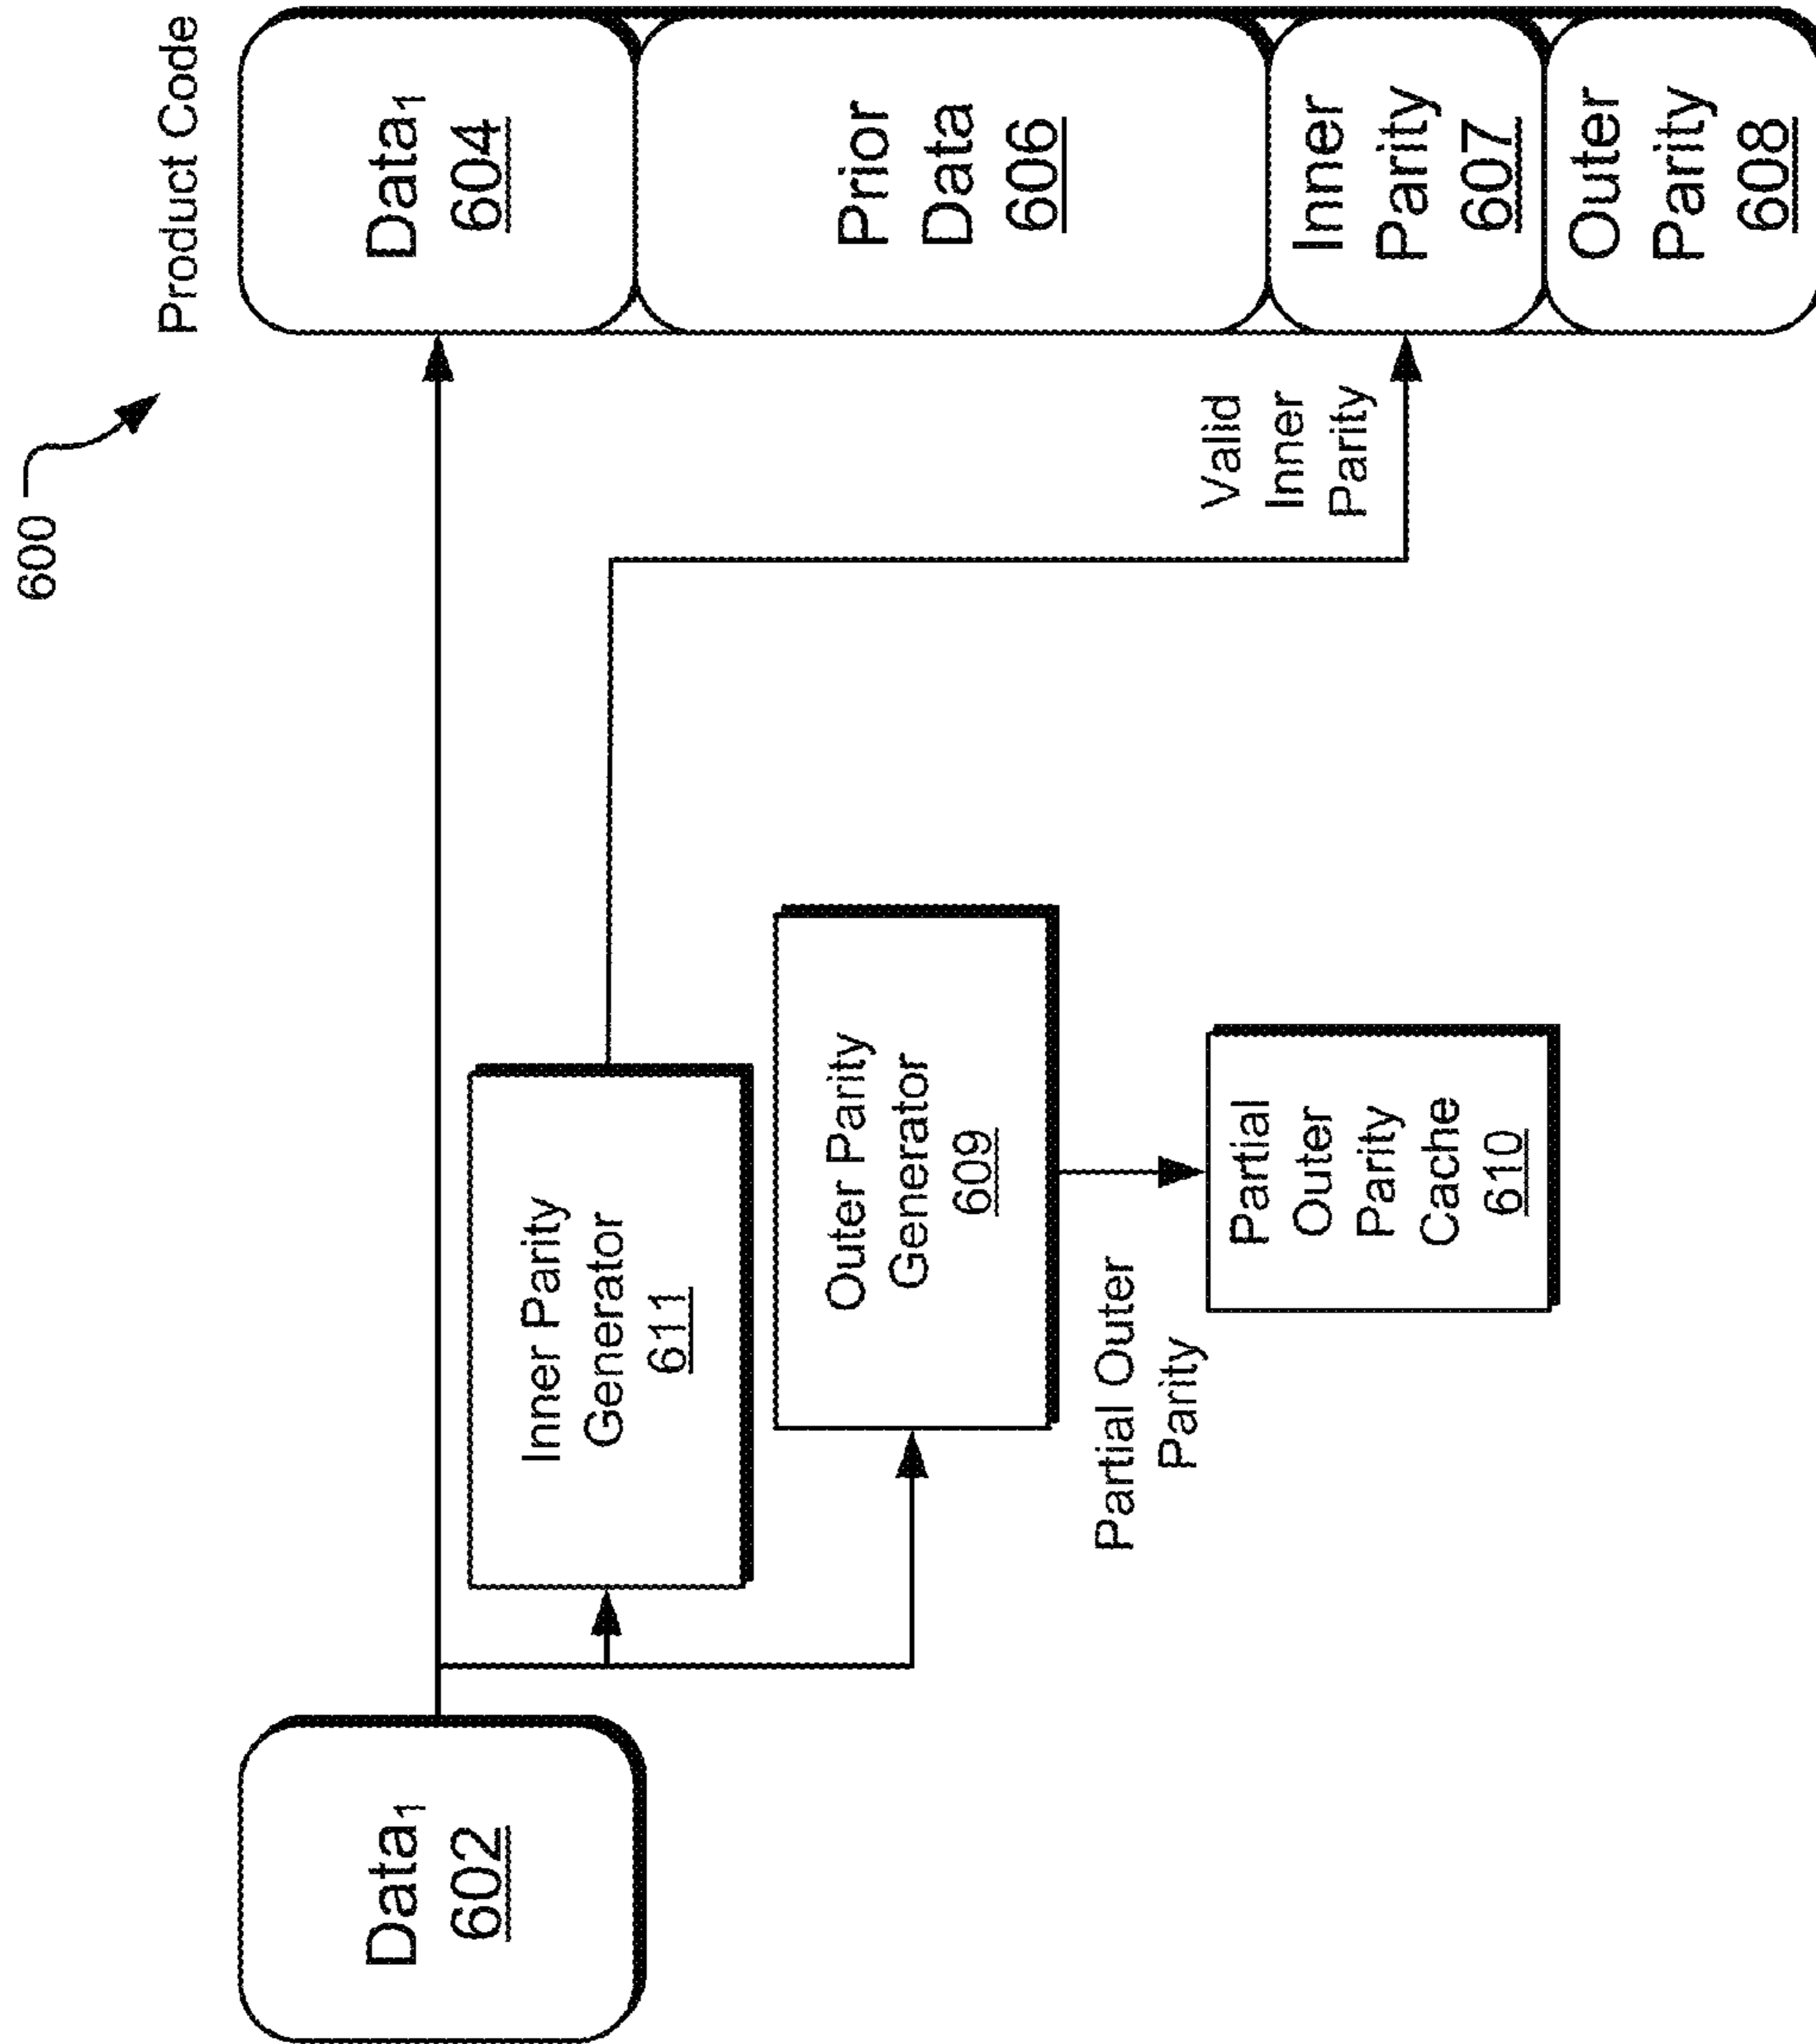 600
Product Code
Data₁
602
Data₁
604
Inner Parity
Generator
611
Prior
Data
606
Outer Parity
Generator
609
Partial Outer
Parity
Valid
Inner
Parity
Partial
Outer
Parity
Cache
610
Inner
Parity
607
Outer
Parity
608